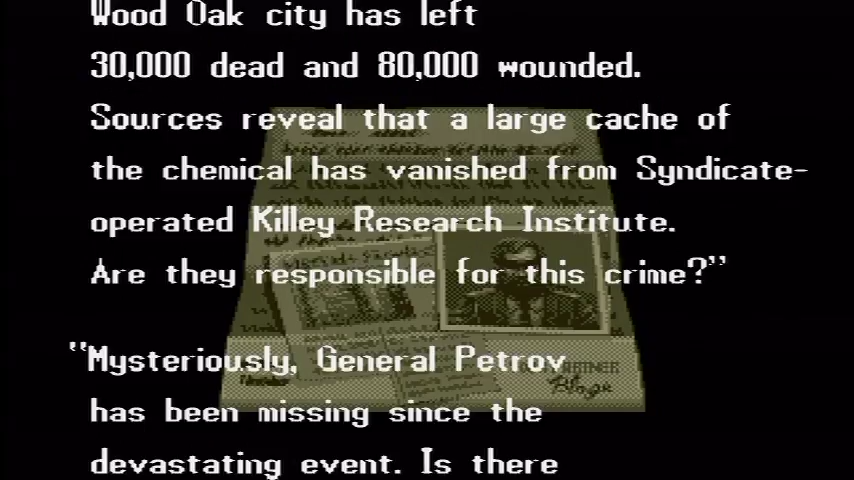 Wood Oak city has left
30,000 dead and 80,000 wounded.
Sources reveal that a large cache of
the chemical has vanished from Syndicate-
operated Killey Research Institute.
Are they responsible for this crime?”
“Mysteriously, General Petrov
has been missing since the
devastating event. Is there